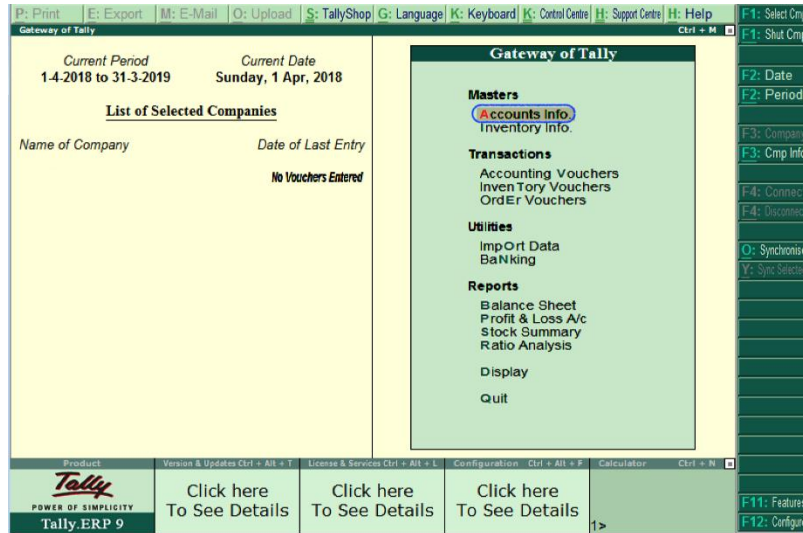 P: Print E: Export M: E-Mail O: Upload S: TallyShop G: Language K: Keyboard K: Control Centre H: Support Centre H: Help
Gateway of Tally Ctrl + M
Current Period Current Date
1-4-2018 to 31-3-2019 Sunday, 1 Apr, 2018
List of Selected Companies
Name of Company Date of Last Entry
No Vouchers Entered
Gateway of Tally
Masters
Accounts Info.
Inventory Info.
Transactions
Accounting Vouchers
InvenTory Vouchers
OrdEr Vouchers
Utilities
ImpOrt Data
BaNking
Reports
Balance Sheet
Profit & Loss A/c
Stock Summary
Ratio Analysis
Display
Quit
F1: Select Cmp
F1: Shut Cmp
F2: Date
F2: Period
F3: Company
F3: Cmp Info
F4: Connec
F4: Disconnec
O: Synchronise
Y: Sync Selecte
F11: Features
F12: Configure
Product Version & Updates Ctrl + Alt + T License & Services Ctrl + Alt + L Configuration Ctrl + Alt + F Calculator Ctrl + N
Tally
POWER OF SIMPLICITY
Tally.ERP 9
Click here
To See Details
Click here
To See Details
Click here
To See Details
1>